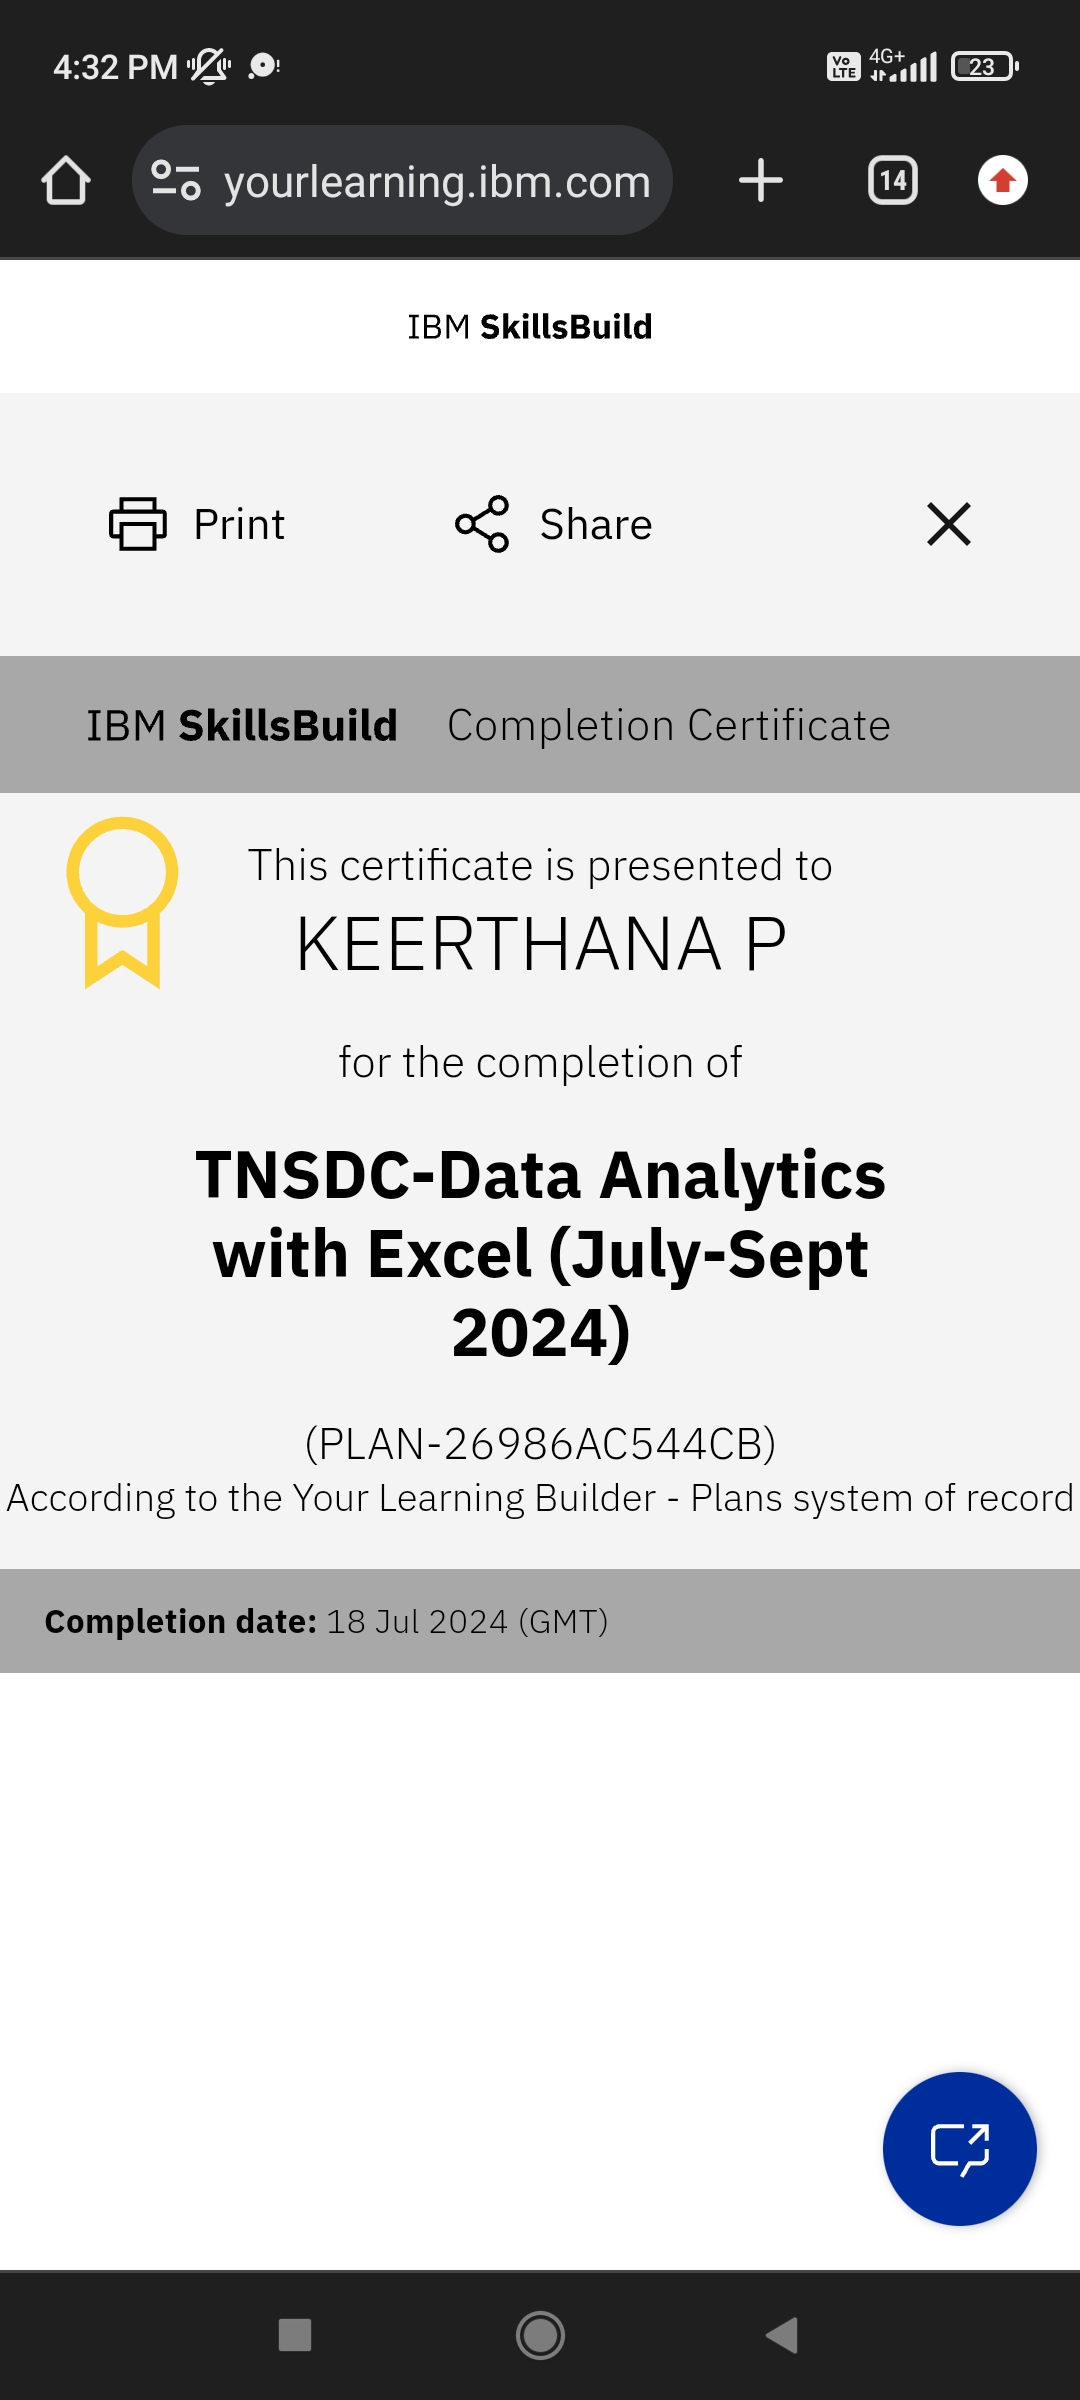 4:32 PM
Vo LTE 4G+ 23
yourlearning.ibm.com
14
IBM SkillsBuild
Print Share
IBM SkillsBuild Completion Certificate
This certificate is presented to
KEERTHANA P
for the completion of
TNSDC-Data Analytics
with Excel (July-Sept
2024)
(PLAN-26986AC544CB)
According to the Your Learning Builder - Plans system of record
Completion date: 18 Jul 2024 (GMT)